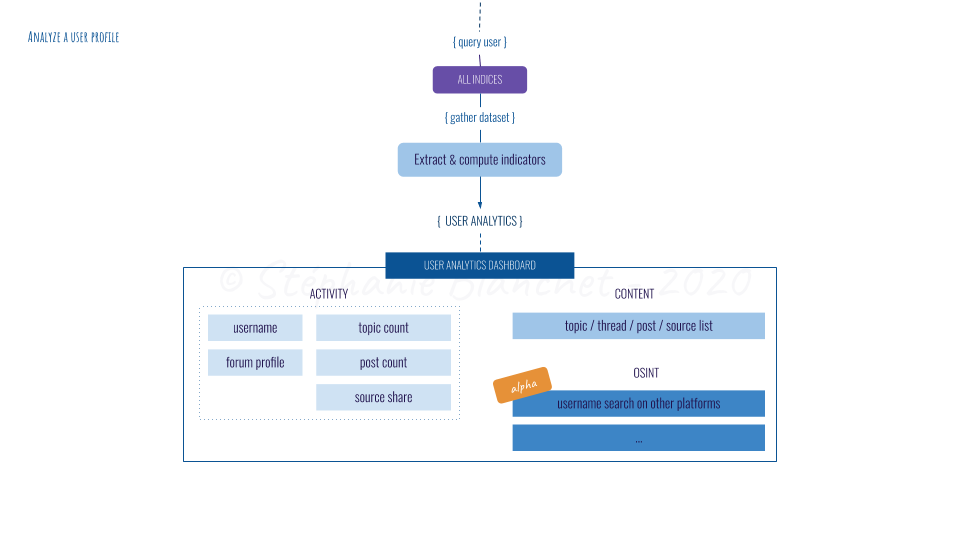 ANALYZE A USER PROFILE
{ query user }
ALL INDICES
{ gather dataset }
Extract & compute indicators
{ USER ANALYTICS }
USER ANALYTICS DASHBOARD
© Stéphanie Blanchet - 2020
ACTIVITY
username
topic count
forum profile
post count
source share
CONTENT
topic / thread / post / source list
OSINT
alpha
username search on other platforms
...